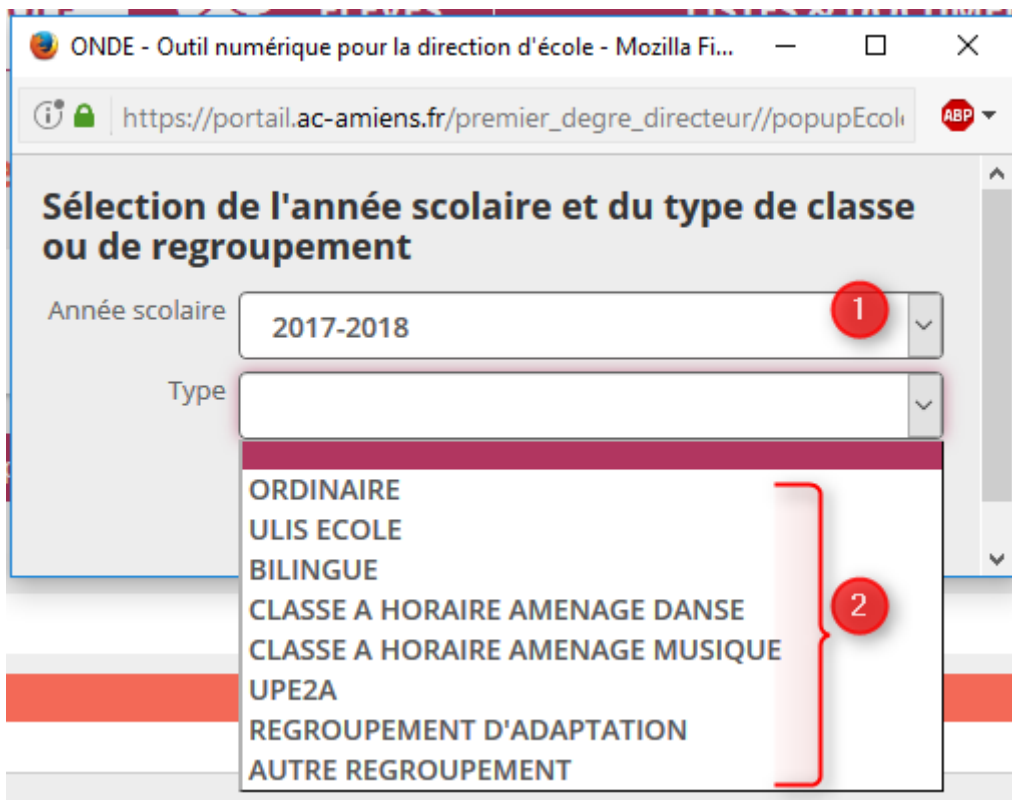 ELEVES
ONDE - Outil numérique pour la direction d'école - Mozilla Fi...
https://portail.ac-amiens.fr/premier_degre_directeur//popupEcole
ABP
Sélection de l'année scolaire et du type de classe
ou de regroupement
Année scolaire
2017-2018
1
Type
ORDINAIRE
ULIS ECOLE
BILINGUE
CLASSE A HORAIRE AMENAGE DANSE
2
CLASSE A HORAIRE AMENAGE MUSIQUE
UPE2A
REGROUPEMENT D'ADAPTATION
AUTRE REGROUPEMENT